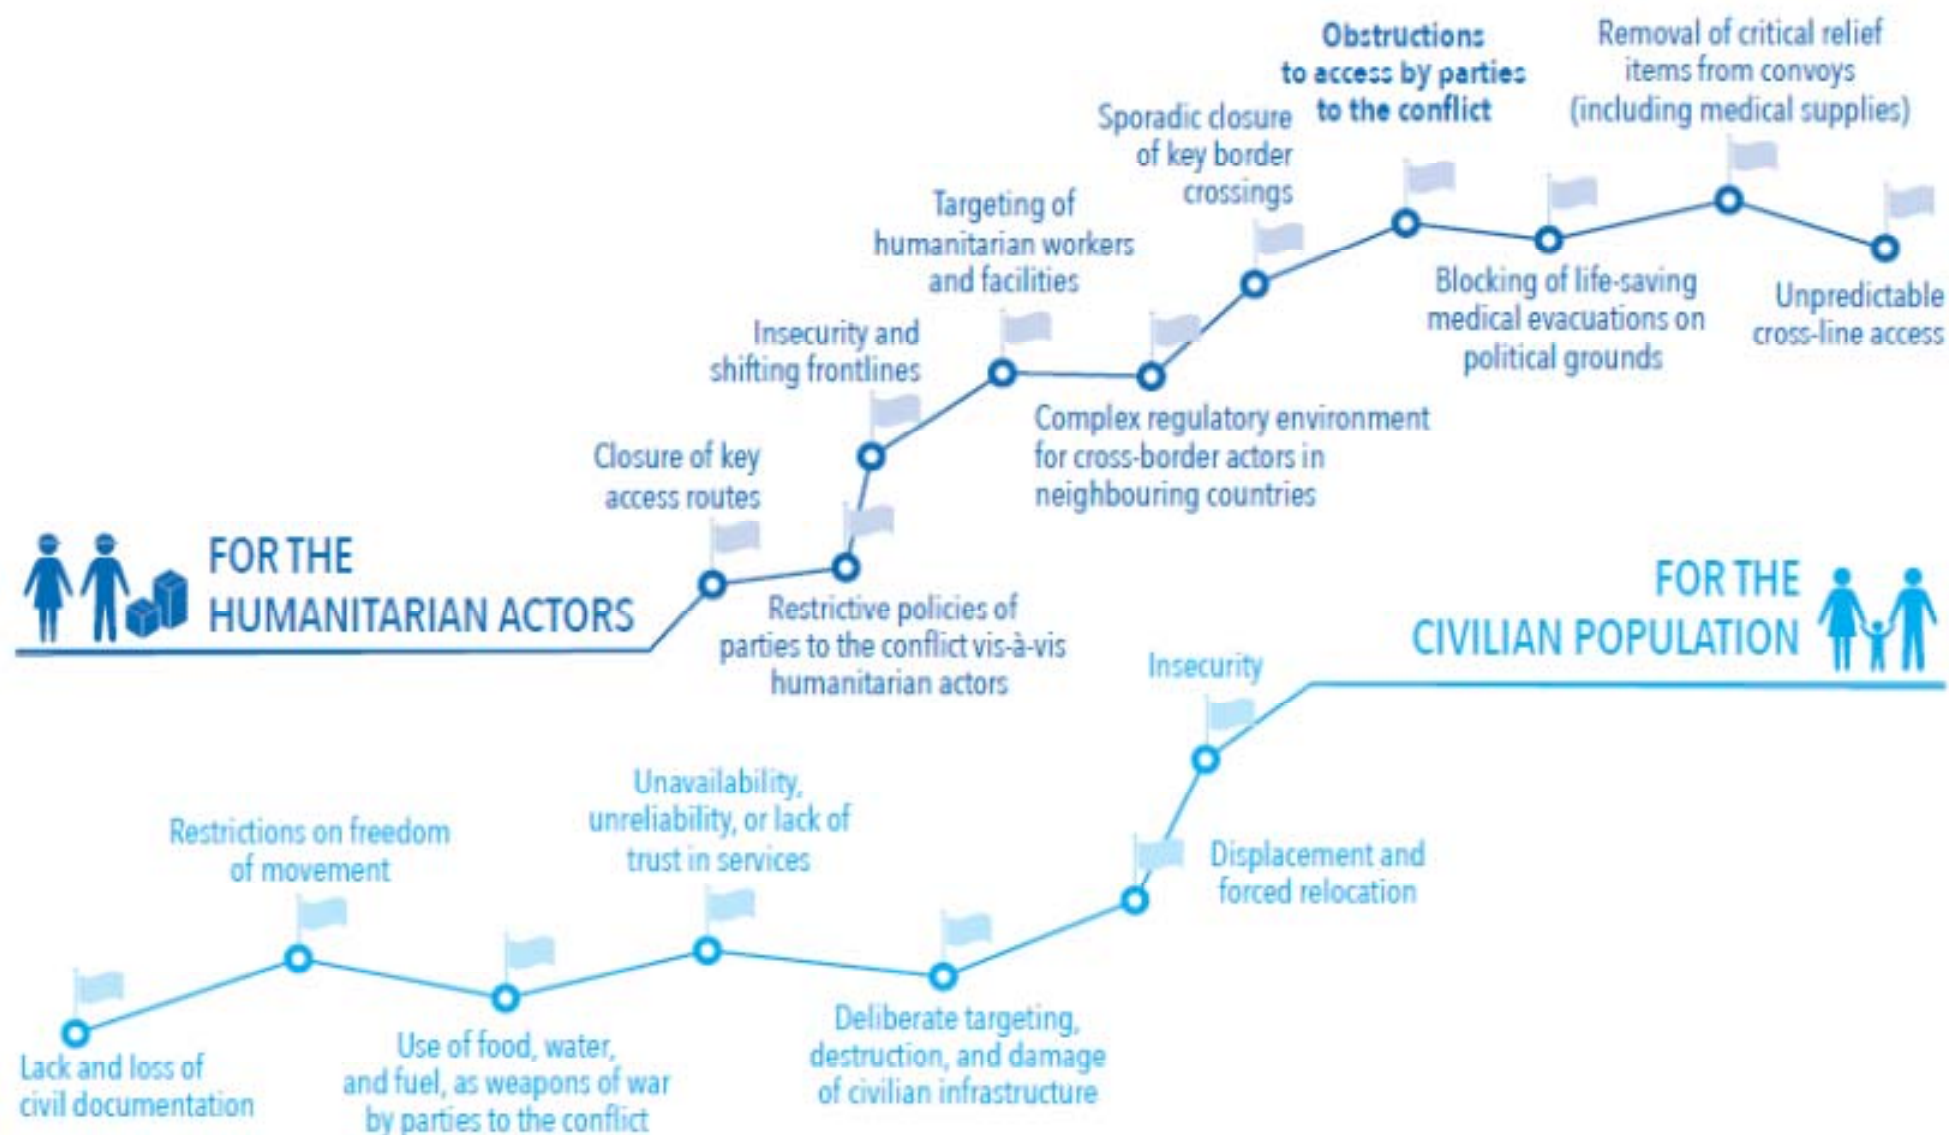 Obstructions
to access by parties
to the conflict
Removal of critical relief
items from convoys
(including medical supplies)
Sporadic closure
of key border
crossings
Targeting of
humanitarian workers
and facilities
Blocking of life-saving
medical evacuations on
political grounds
Unpredictable
cross-line access
Insecurity and
shifting frontlines
Complex regulatory environment
for cross-border actors in
neighbouring countries
Closure of key
access routes
FOR THE
HUMANITARIAN ACTORS
Restrictive policies of
parties to the conflict vis-à-vis
humanitarian actors
FOR THE
CIVILIAN POPULATION
Insecurity
Unavailability,
unreliability, or lack of
trust in services
Restrictions on freedom
of movement
Displacement and
forced relocation
Lack and loss of
civil documentation
Use of food, water,
and fuel, as weapons of war
by parties to the conflict
Deliberate targeting,
destruction, and damage
of civilian infrastructure